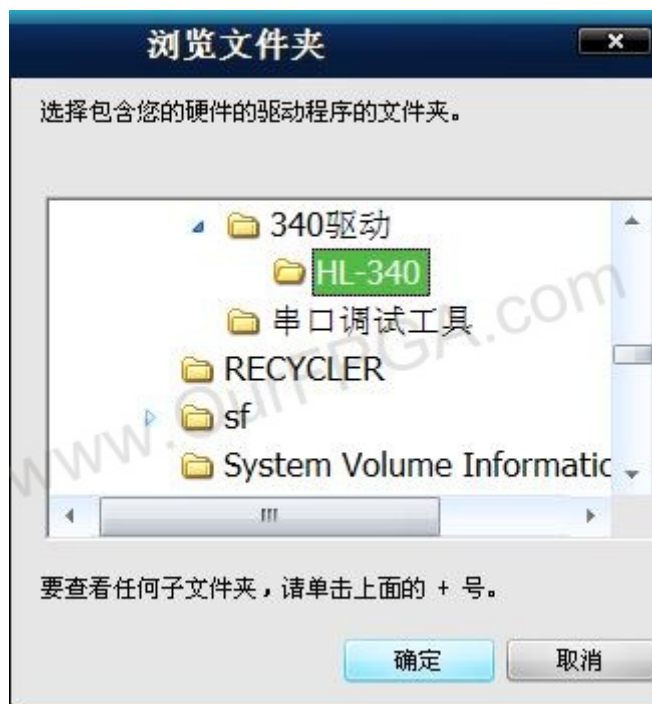 浏览文件夹
选择包含您的硬件的驱动程序的文件夹。
340驱动
HL-340
串口调试工具
RECYCLER
sf
System Volume Informatic
www.OurFPGA.com
要查看任何子文件夹，请单击上面的 + 号。
确定
取消